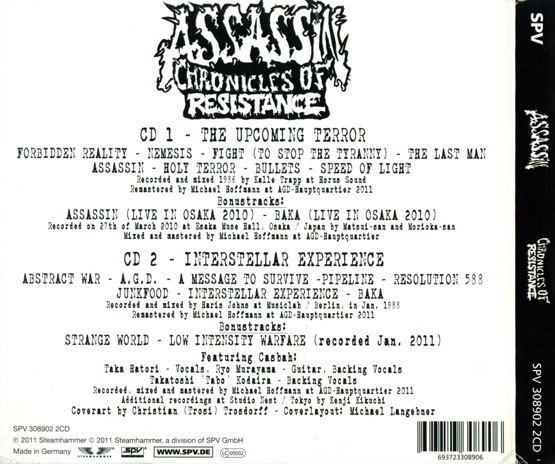 ASSASSIN
CHRONICLES OF
RESISTANCE
CD 1 - THE UPCOMING TERROR
FORBIDDEN REALITY - NEMESIS - FIGHT (TO STOP THE TYRANNY) - THE LAST MAN
ASSASSIN - HOLY TERROR - BULLETS - SPEED OF LIGHT
Recorded and mixed 1986 by Kalle Trapp at Horus Sound
Remastered by Michael Hoffmann at AGD-Hauptquartier 2011
Bonustracks:
ASSASSIN (LIVE IN OSAKA 2010) - BAKA (LIVE IN OSAKA 2010)
Recorded on 27th of March 2010 at Esaka Muse Hall, Osaka / Japan by Matsui-san and Morioka-san
Mixed and mastered by Michael Hoffmann at AGD-Hauptquartier
CD 2 - INTERSTELLAR EXPERIENCE
ABSTRACT WAR - A.G.D. - A MESSAGE TO SURVIVE -PIPELINE - RESOLUTION 588
JUNKFOOD - INTERSTELLAR EXPERIENCE - BAKA
Recorded and mixed by Haris Johns at Musiclab / Berlin, in Jan. 1988
Remastered by Michael Hoffmann at AGD-Hauptquartier 2011
Bonustracks:
STRANGE WORLD - LOW INTENSITY WARFARE (recorded Jan. 2011)
Featuring Casbah:
Taka Hatori - Vocals, Ryo Murayama - Guitar, Backing Vocals
Takatoshi 'Tabo' Kodaira - Backing Vocals
Recorded, mixed and mastered by Michael Hoffmann at AGD-Hauptquartier 2011
Additional recordings at Studio Nest / Tokyo by Kenji Kikuchi
Coverart by Christian (Trosi) Trosdorff - Coverlayout: Michael Langebner
SPV 308902 2CD
℗ 2011 Steamhammer © 2011 Steamhammer, a division of SPV GmbH
Made in Germany
STEAMHAMMER
SPV
WWW.SPV.DE
LC 09002
693723308906
SPV
ASSASSIN
CHRONICLES OF
RESISTANCE
SPV 308902 2CD